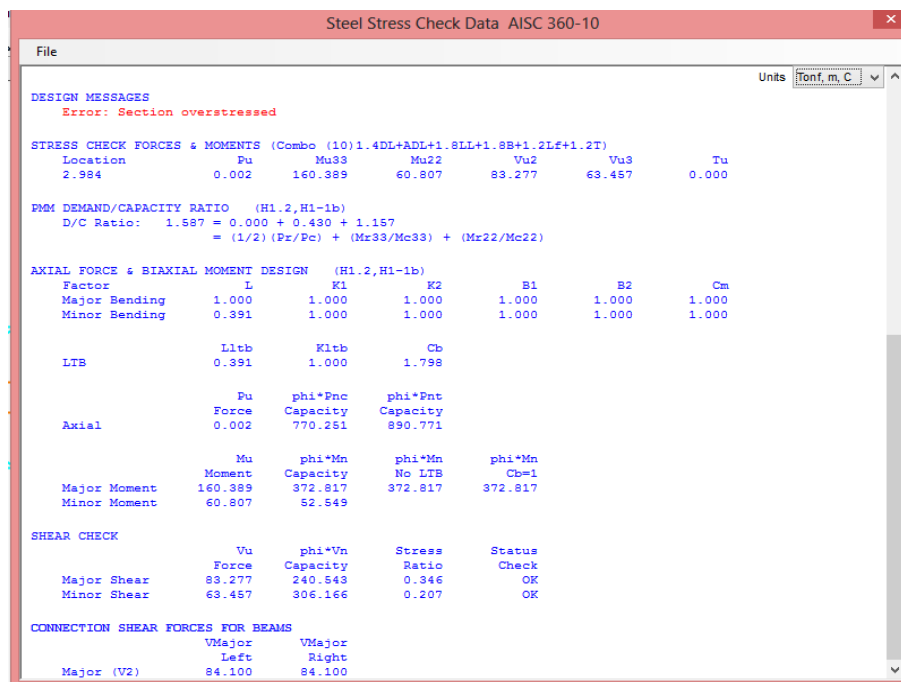 Steel Stress Check Data AISC 360-10
File
Units Tonf, m, C
DESIGN MESSAGES
Error: Section overstressed
STRESS CHECK FORCES & MOMENTS (Combo (10)1.4DL+ADL+1.8LL+1.8B+1.2Lf+1.2T)
Location Pu Mu33 Mu22 Vu2 Vu3 Tu
2.984 0.002 160.389 60.807 83.277 63.457 0.000
PMM DEMAND/CAPACITY RATIO (H1.2,H1-1b)
D/C Ratio: 1.587 = 0.000 + 0.430 + 1.157
= (1/2)(Pr/Pc) + (Mr33/Mc33) + (Mr22/Mc22)
AXIAL FORCE & BIAXIAL MOMENT DESIGN (H1.2,H1-1b)
Factor L K1 K2 B1 B2 Cm
Major Bending 1.000 1.000 1.000 1.000 1.000 1.000
Minor Bending 0.391 1.000 1.000 1.000 1.000 1.000
Lltb Kltb Cb
LTB 0.391 1.000 1.798
Pu phi*Pnc phi*Pnt
Force Capacity Capacity
Axial 0.002 770.251 890.771
Mu phi*Mn phi*Mn phi*Mn
Moment Capacity No LTB Cb=1
Major Moment 160.389 372.817 372.817 372.817
Minor Moment 60.807 52.549
SHEAR CHECK
Vu phi*Vn Stress Status
Force Capacity Ratio Check
Major Shear 83.277 240.543 0.346 OK
Minor Shear 63.457 306.166 0.207 OK
CONNECTION SHEAR FORCES FOR BEAMS
VMajor VMajor
Left Right
Major (V2) 84.100 84.100